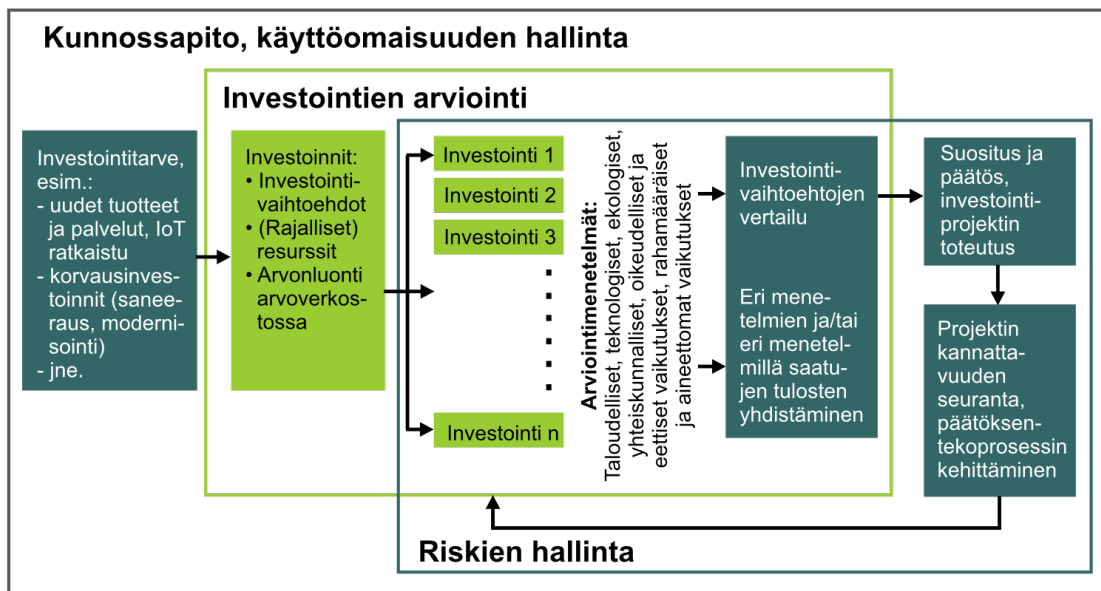 Kunnossapito, käyttöomaisuuden hallinta
Investointien arviointi
Investointitarve,
esim.:
- uudet tuotteet
ja palvelut, IoT
ratkaistu
- korvausinves-
toinnit (sanee-
raus, moderni-
sointi)
- jne.
Investoinnit:
• Investointi-
vaihtoehdot
• (Rajalliset)
resurssit
• Arvonluonti
arvoverkos-
tossa
Investointi 1
Investointi 2
Investointi 3
Investointi n
Arviointimenetelmät:
Taloudelliset, teknologiset, ekologiset,
yhteiskunnalliset, oikeudelliset ja
eettiset vaikutukset, rahamääräiset
ja aineettomat vaikutukset
Investointi-
vaihtoehtojen
vertailu
Eri mene-
telmien ja/tai
eri menetel-
millä saatu-
jen tulosten
yhdistäminen
Suositus ja
päätös,
investointi-
projektin
toteutus
Projektin
kannatta-
vuuden
seuranta,
päätöksen-
tekoprosessin
kehittäminen
Riskien hallinta